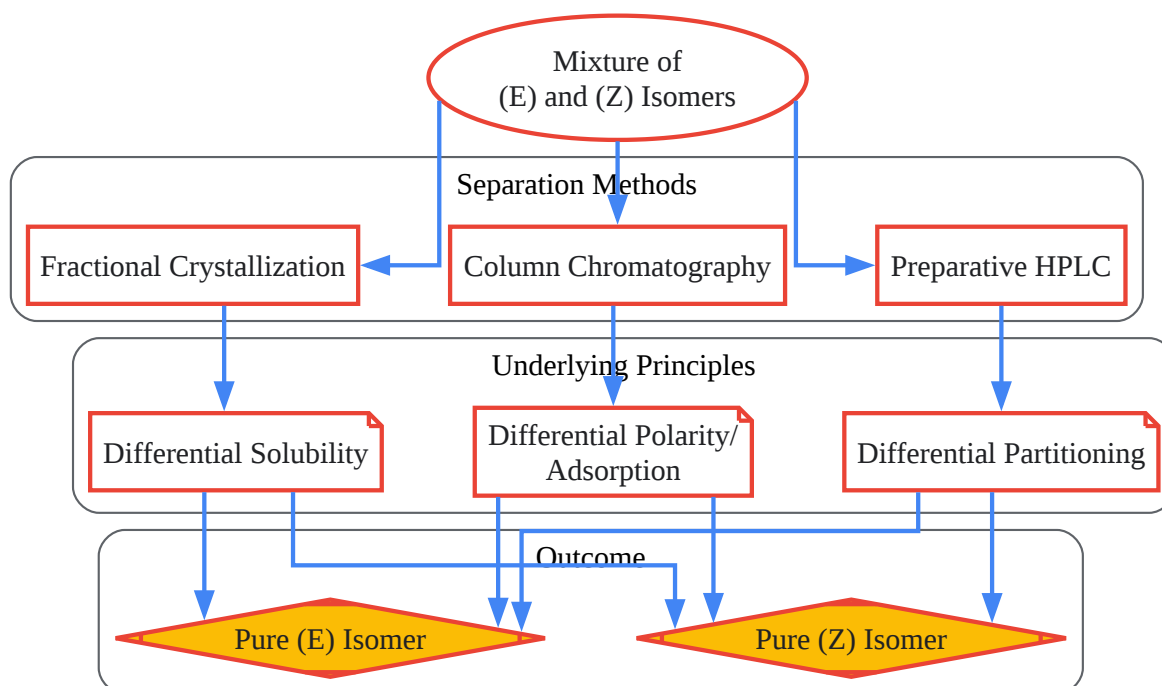 Mixture of
(E) and (Z) Isomers
Separation Methods
Fractional Crystallization
Column Chromatography
Preparative HPLC
Underlying Principles
Differential Solubility
Differential Polarity/
Adsorption
Differential Partitioning
Outcome
Pure (E) Isomer
Pure (Z) Isomer